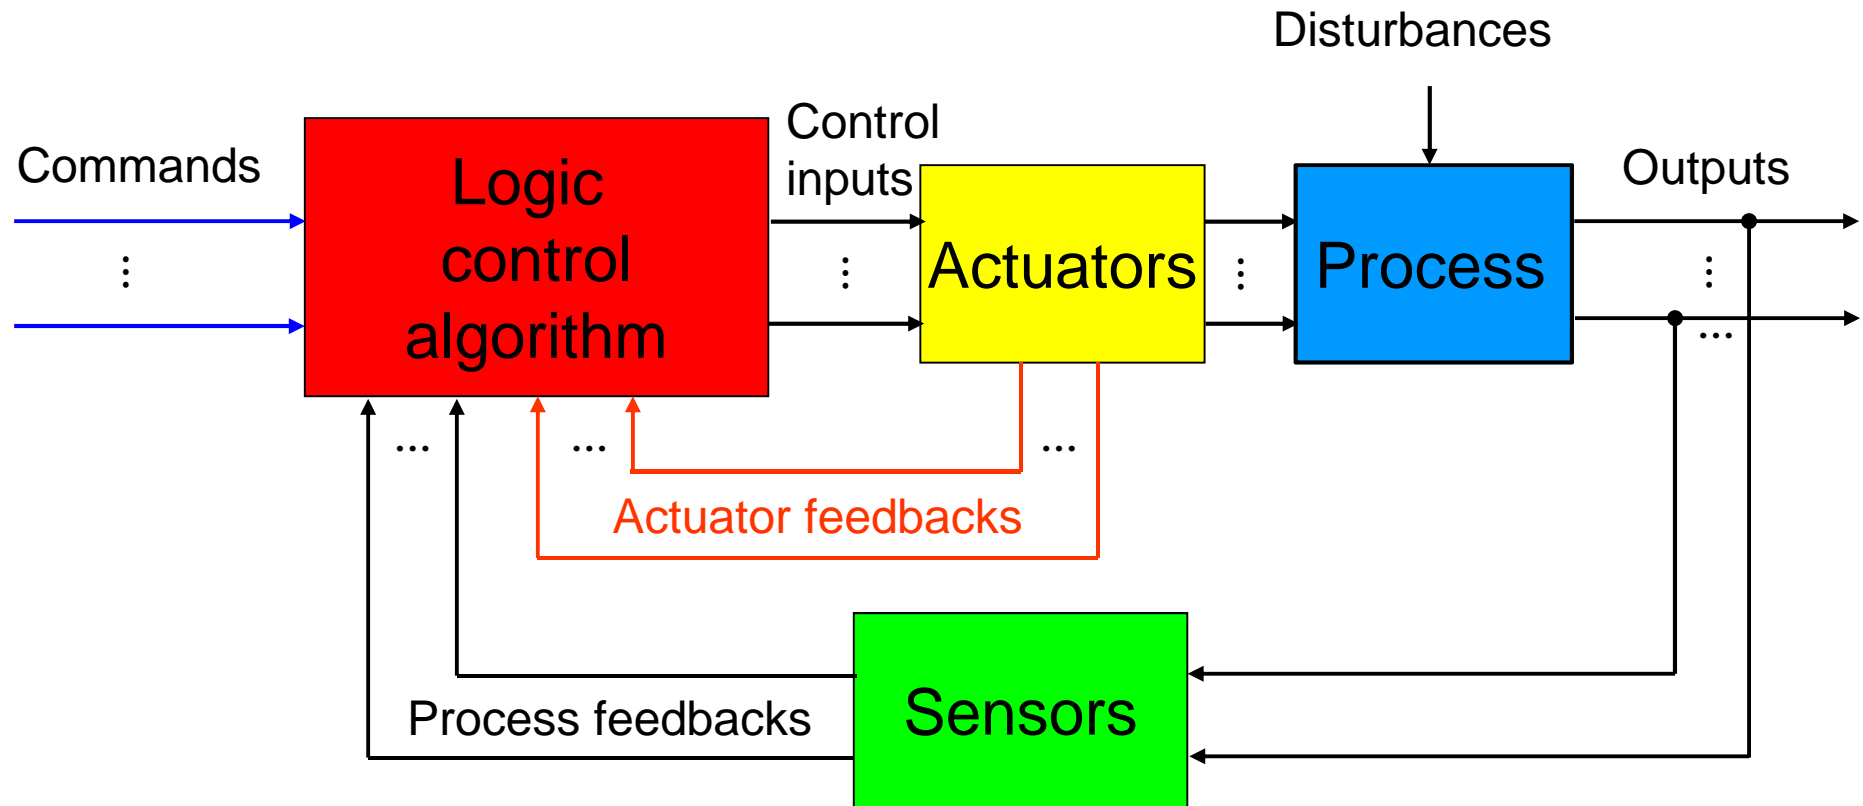 Disturbances
Commands
Logic
control
algorithm
Control
inputs
Actuators
Process
Outputs
...
...
...
...
...
...
...
...
Actuator feedbacks
Process feedbacks
Sensors